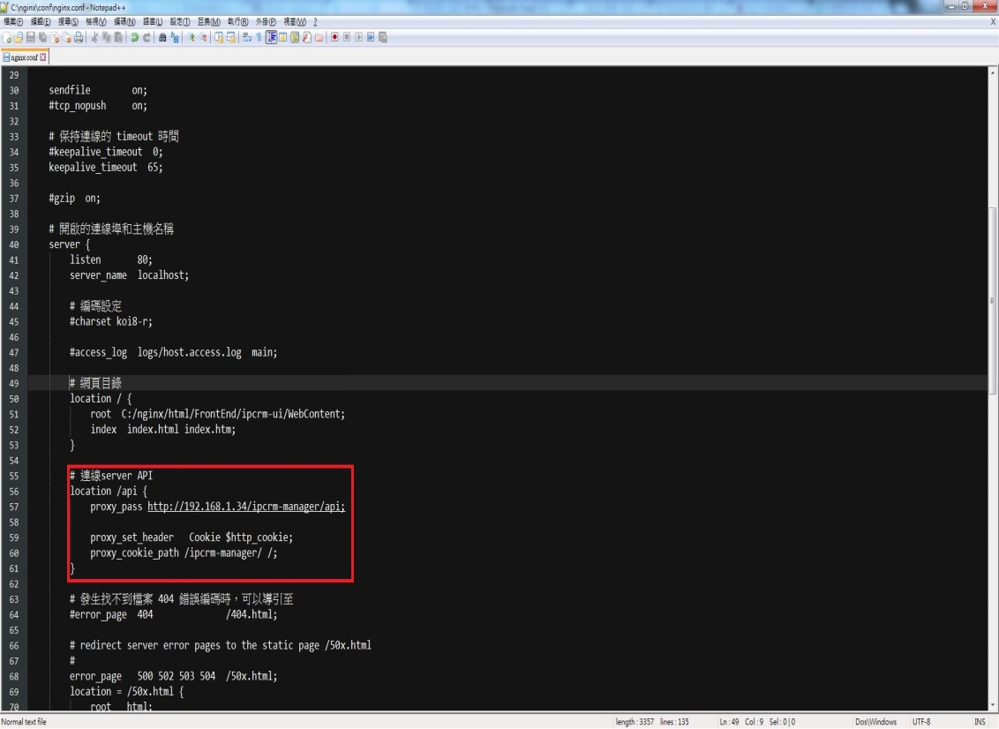 C:\nginx\conf\nginx.conf - Notepad++
檔案(F) 編輯(E) 搜尋(S) 檢視(V) 編碼(N) 語言(L) 設定(T) 巨集(M) 執行(R) 外掛(P) 視窗(W) ? X
nginx.conf
29
30 sendfile on;
31 #tcp_nopush on;
32
33 # 保持連線的 timeout 時間
34 #keepalive_timeout 0;
35 keepalive_timeout 65;
36
37 #gzip on;
38
39 # 開啟的連線埠和主機名稱
40 server {
41 listen 80;
42 server_name localhost;
43
44 # 編碼設定
45 #charset koi8-r;
46
47 #access_log logs/host.access.log main;
48
49 # 網頁目錄
50 location / {
51 root C:/nginx/html/FrontEnd/ipcrm-ui/WebContent;
52 index index.html index.htm;
53 }
54
55 # 連線server API
56 location /api {
57 proxy_pass http://192.168.1.34/ipcrm-manager/api;
58
59 proxy_set_header Cookie $http_cookie;
60 proxy_cookie_path /ipcrm-manager/ /;
61 }
62
63 # 發生找不到檔案 404 錯誤編碼時，可以導引至
64 #error_page 404 /404.html;
65
66 # redirect server error pages to the static page /50x.html
67 #
68 error_page 500 502 503 504 /50x.html;
69 location = /50x.html {
70 root html;
Normal text file length : 3357 lines : 135 Ln : 49 Col : 9 Sel : 0 | 0 Dos\Windows UTF-8 INS